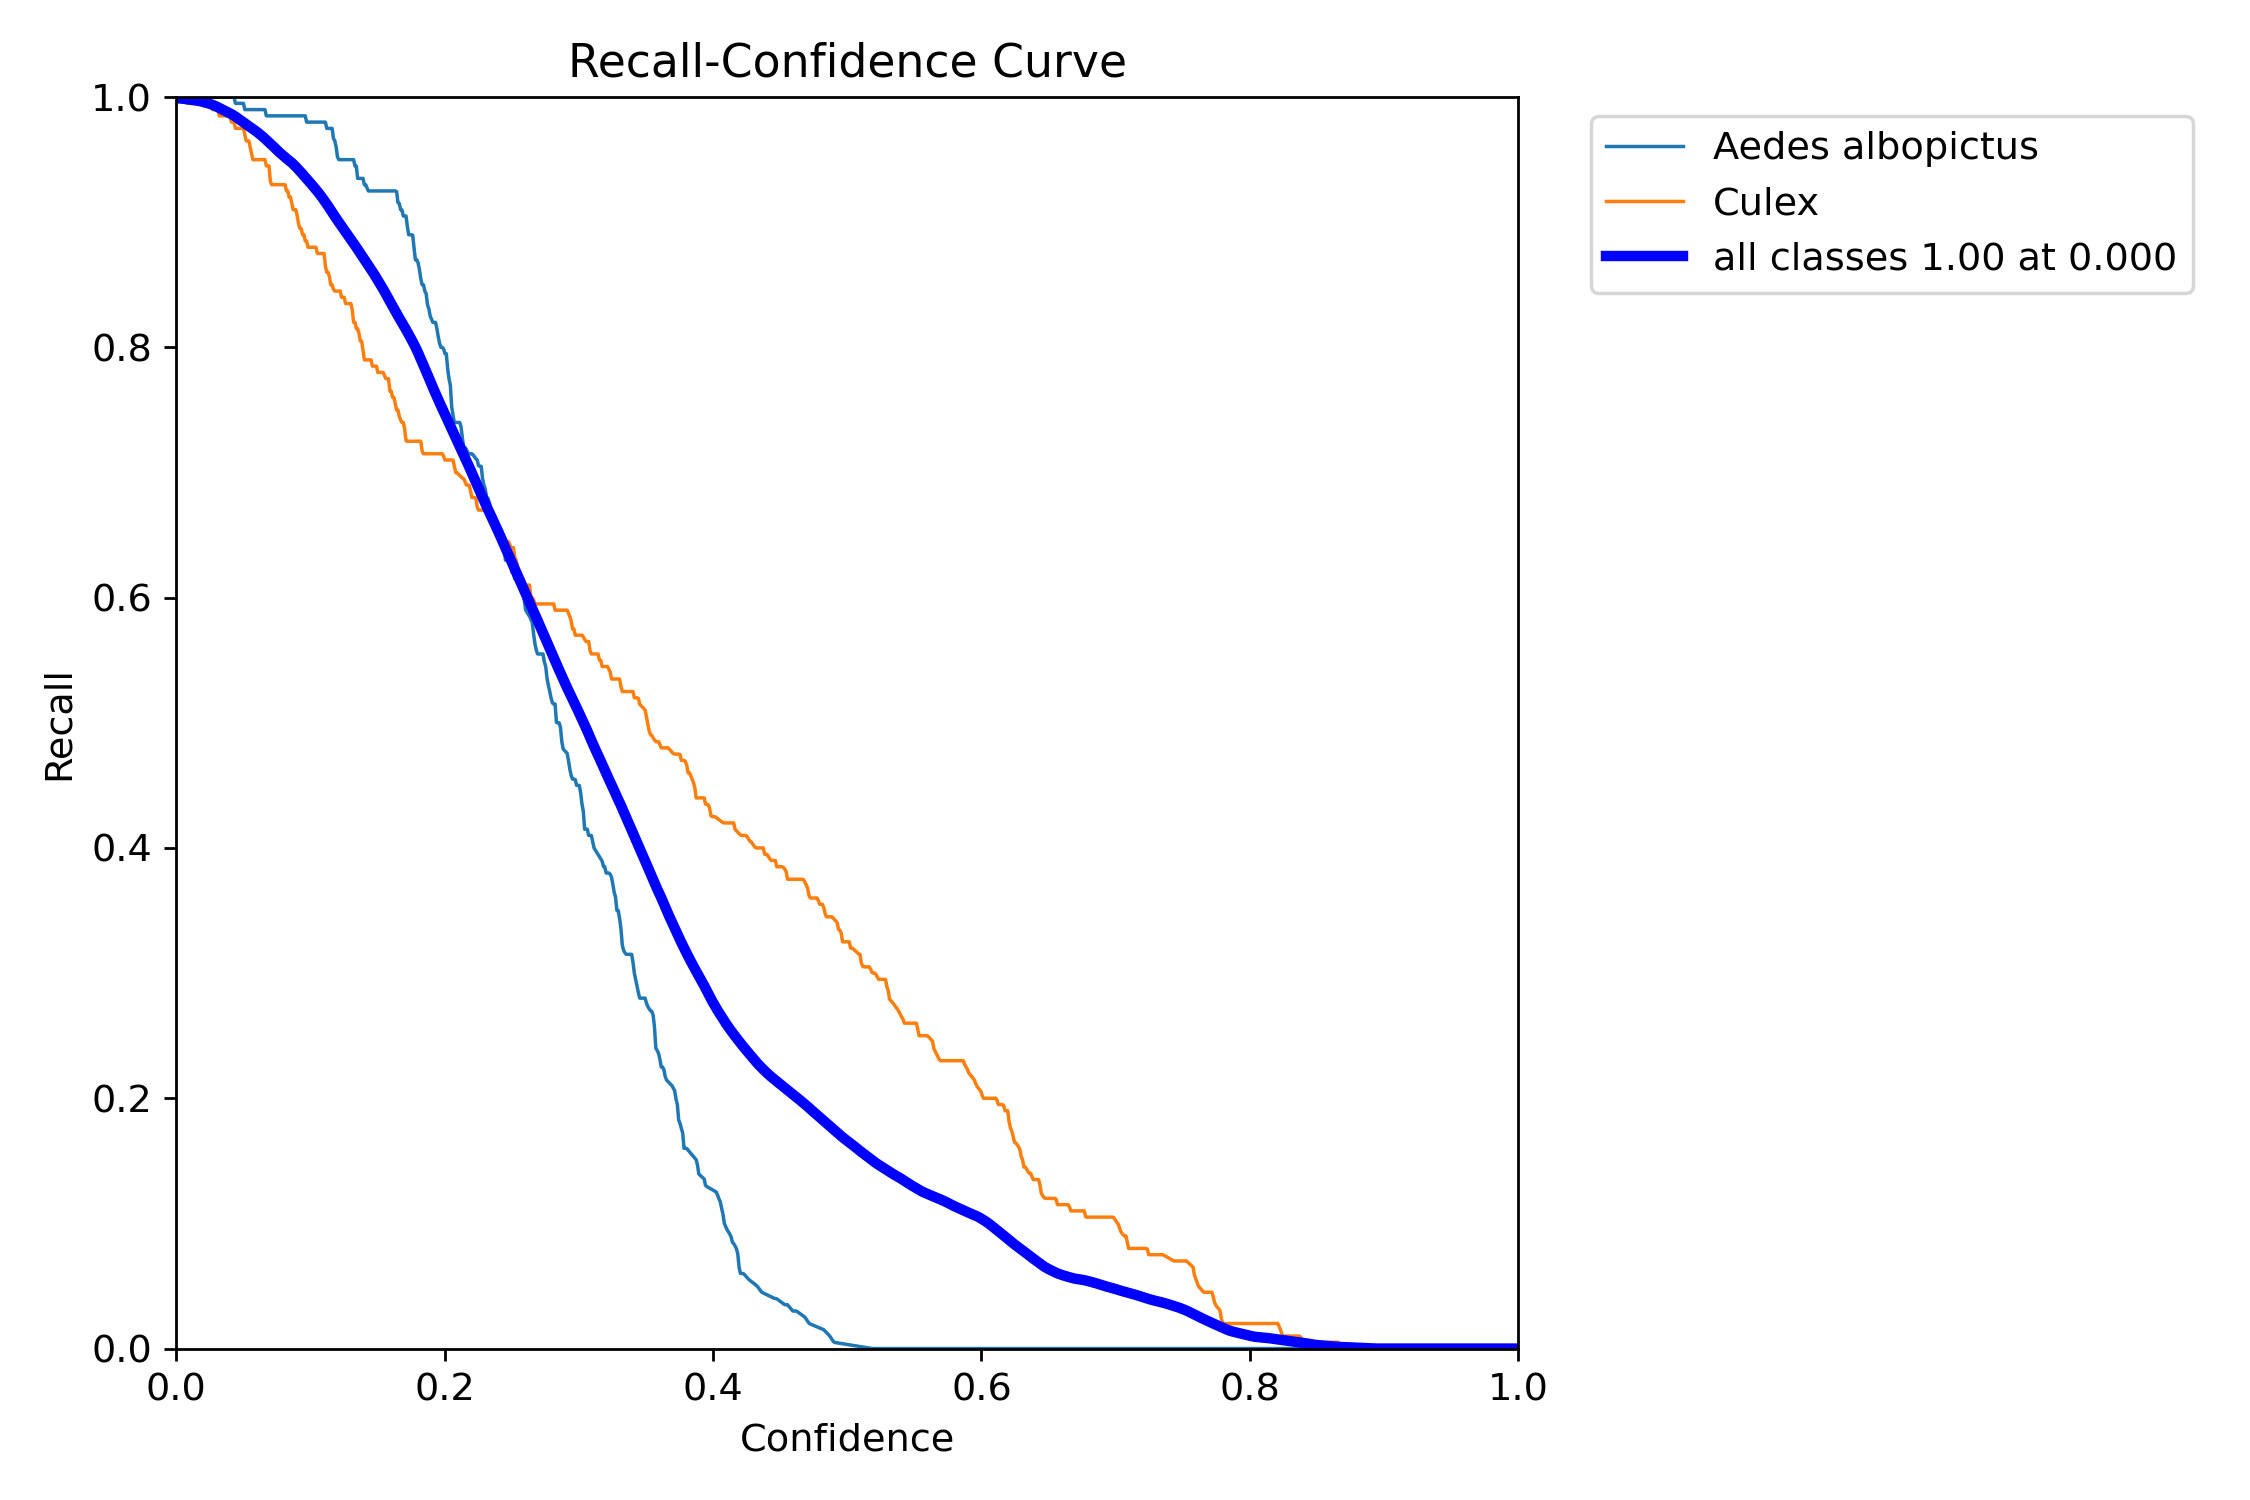 Recall-Confidence Curve
1.0
0.8
0.6
0.4
0.2
0.0
Recall
0.0 0.2 0.4 0.6 0.8 1.0
Confidence
Aedes albopictus
Culex
all classes 1.00 at 0.000